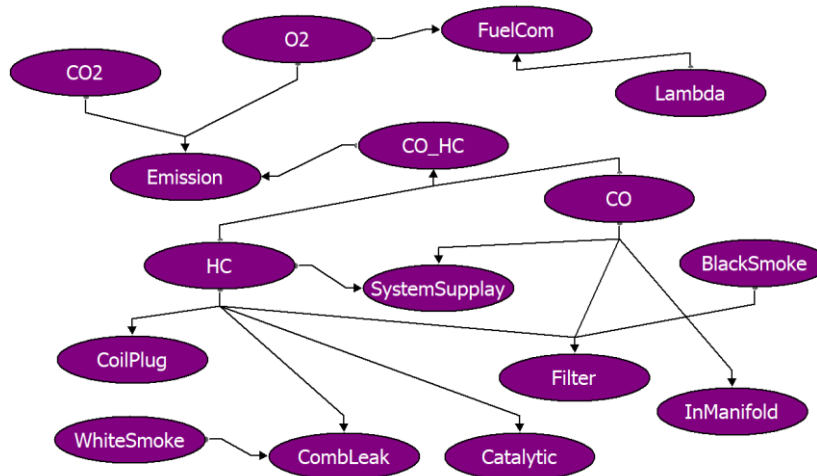 O2
FuelCom
CO2
Lambda
CO_HC
Emission
CO
HC
BlackSmoke
SystemSupplay
CoilPlug
Filter
InManifold
WhiteSmoke
CombLeak
Catalytic